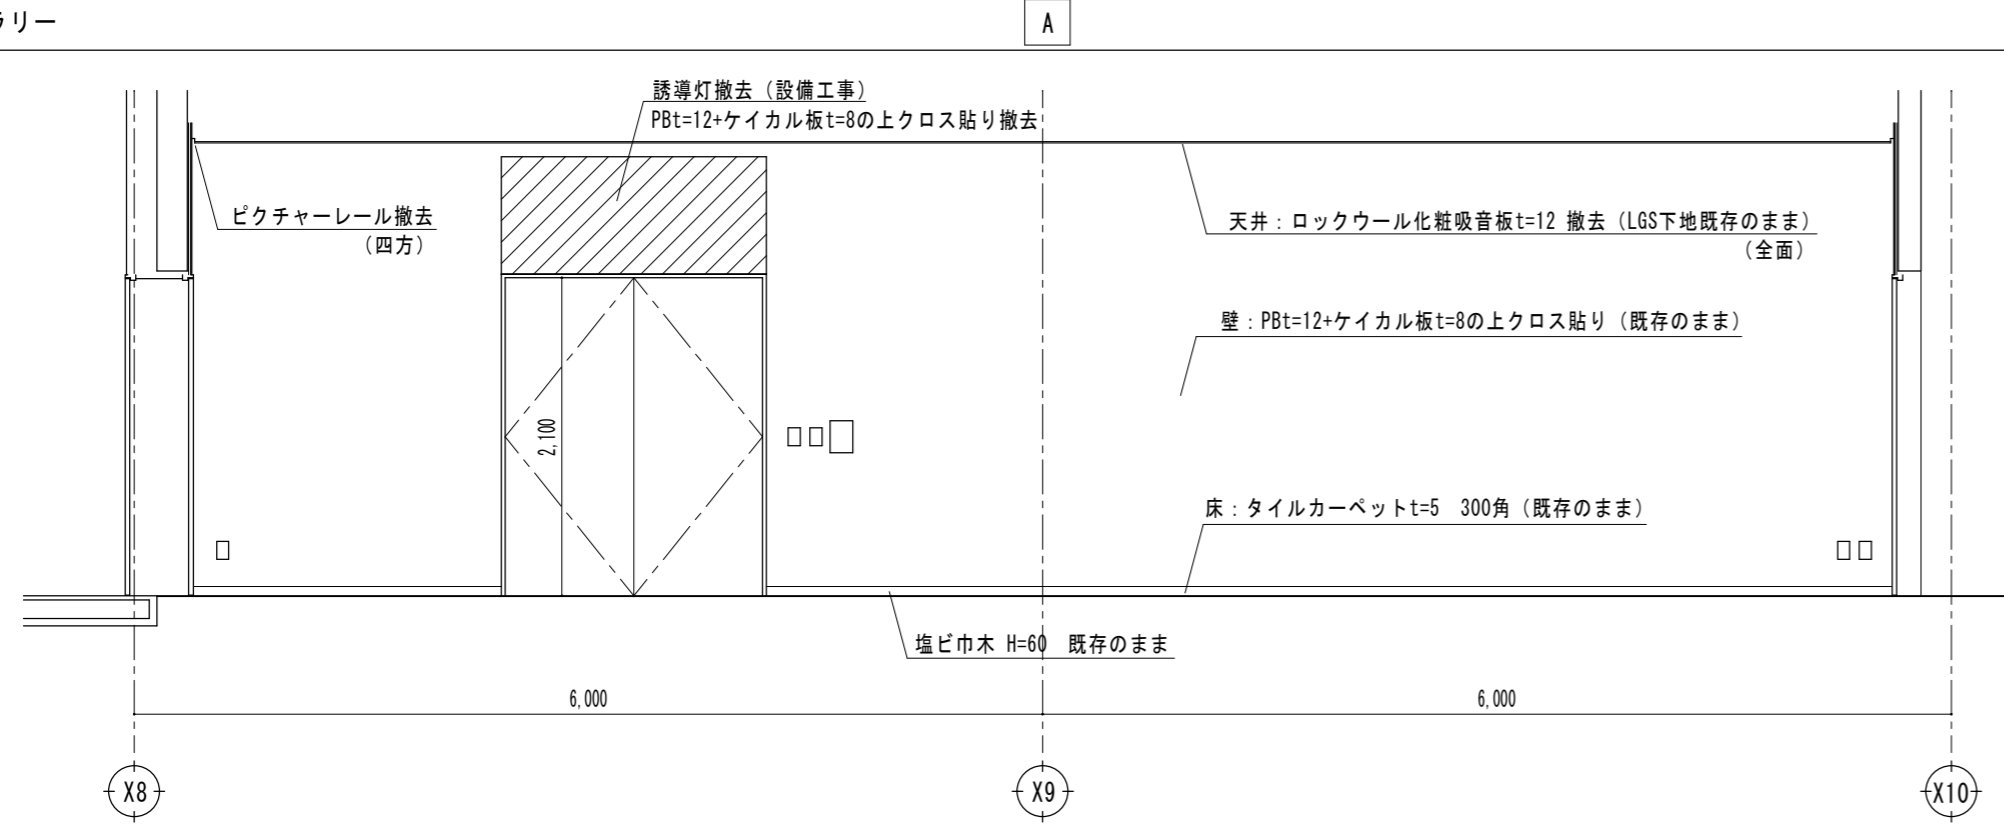 ラリー
A
誘導灯撤去（設備工事）
PBt=12+ケイカル板t=8の上クロス貼り撤去
ピクチャーレール撤去
（四方）
天井：ロックウール化粧吸音板t=12 撤去（LGS下地既存のまま）
（全面）
壁：PBt=12+ケイカル板t=8の上クロス貼り（既存のまま）
2,100
床：タイルカーペットt=5　300角（既存のまま）
塩ビ巾木 H=60　既存のまま
6,000
6,000
X8
X9
X10